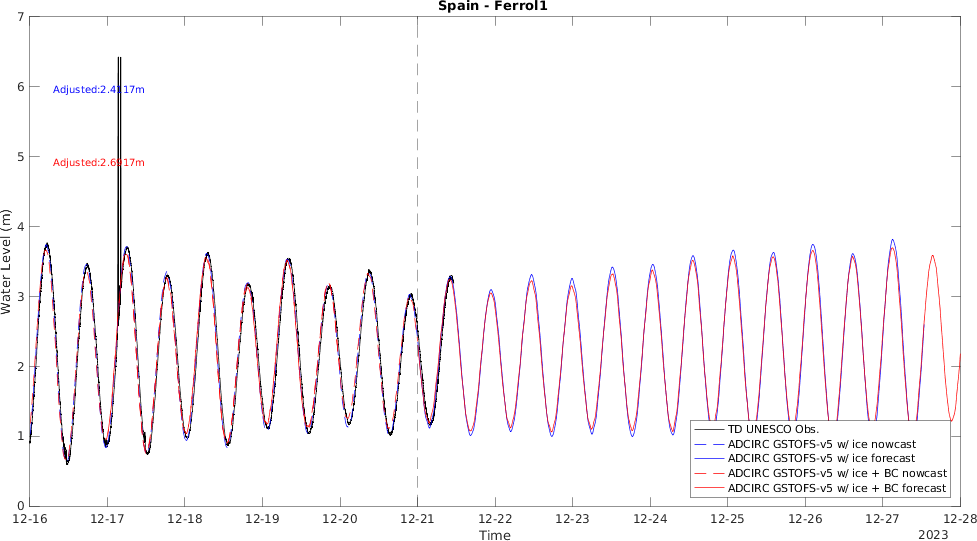 Spain - Ferrol1
7
6
5
4
3
2
1
0
Water Level (m)
Adjusted:2.4117m
Adjusted:2.6917m
TD UNESCO Obs.
ADCIRC GSTOFS-v5 w/ ice nowcast
ADCIRC GSTOFS-v5 w/ ice forecast
ADCIRC GSTOFS-v5 w/ ice + BC nowcast
ADCIRC GSTOFS-v5 w/ ice + BC forecast
12-16 12-17 12-18 12-19 12-20 12-21 12-22 12-23 12-24 12-25 12-26 12-27 12-28
Time
2023